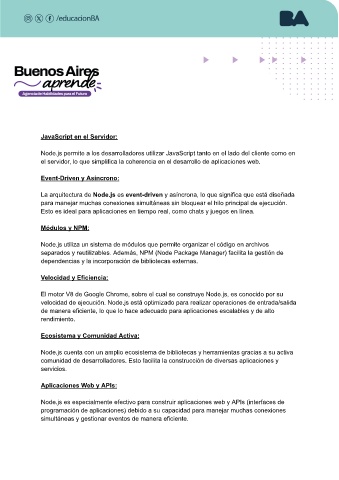 /educacionBA
BA
Buenos Aires
aprende
Agencia de Habilidades para el Futuro
JavaScript en el Servidor:
Node.js permite a los desarrolladores utilizar JavaScript tanto en el lado del cliente como en
el servidor, lo que simplifica la coherencia en el desarrollo de aplicaciones web.
Event-Driven y Asíncrono:
La arquitectura de Node.js es event-driven y asíncrona, lo que significa que está diseñada
para manejar muchas conexiones simultáneas sin bloquear el hilo principal de ejecución.
Esto es ideal para aplicaciones en tiempo real, como chats y juegos en línea.
Módulos y NPM:
Node.js utiliza un sistema de módulos que permite organizar el código en archivos
separados y reutilizables. Además, NPM (Node Package Manager) facilita la gestión de
dependencias y la incorporación de bibliotecas externas.
Velocidad y Eficiencia:
El motor V8 de Google Chrome, sobre el cual se construye Node.js, es conocido por su
velocidad de ejecución. Node.js está optimizado para realizar operaciones de entrada/salida
de manera eficiente, lo que lo hace adecuado para aplicaciones escalables y de alto
rendimiento.
Ecosistema y Comunidad Activa:
Node.js cuenta con un amplio ecosistema de bibliotecas y herramientas gracias a su activa
comunidad de desarrolladores. Esto facilita la construcción de diversas aplicaciones y
servicios.
Aplicaciones Web y APIs:
Node.js es especialmente efectivo para construir aplicaciones web y APIs (interfaces de
programación de aplicaciones) debido a su capacidad para manejar muchas conexiones
simultáneas y gestionar eventos de manera eficiente.